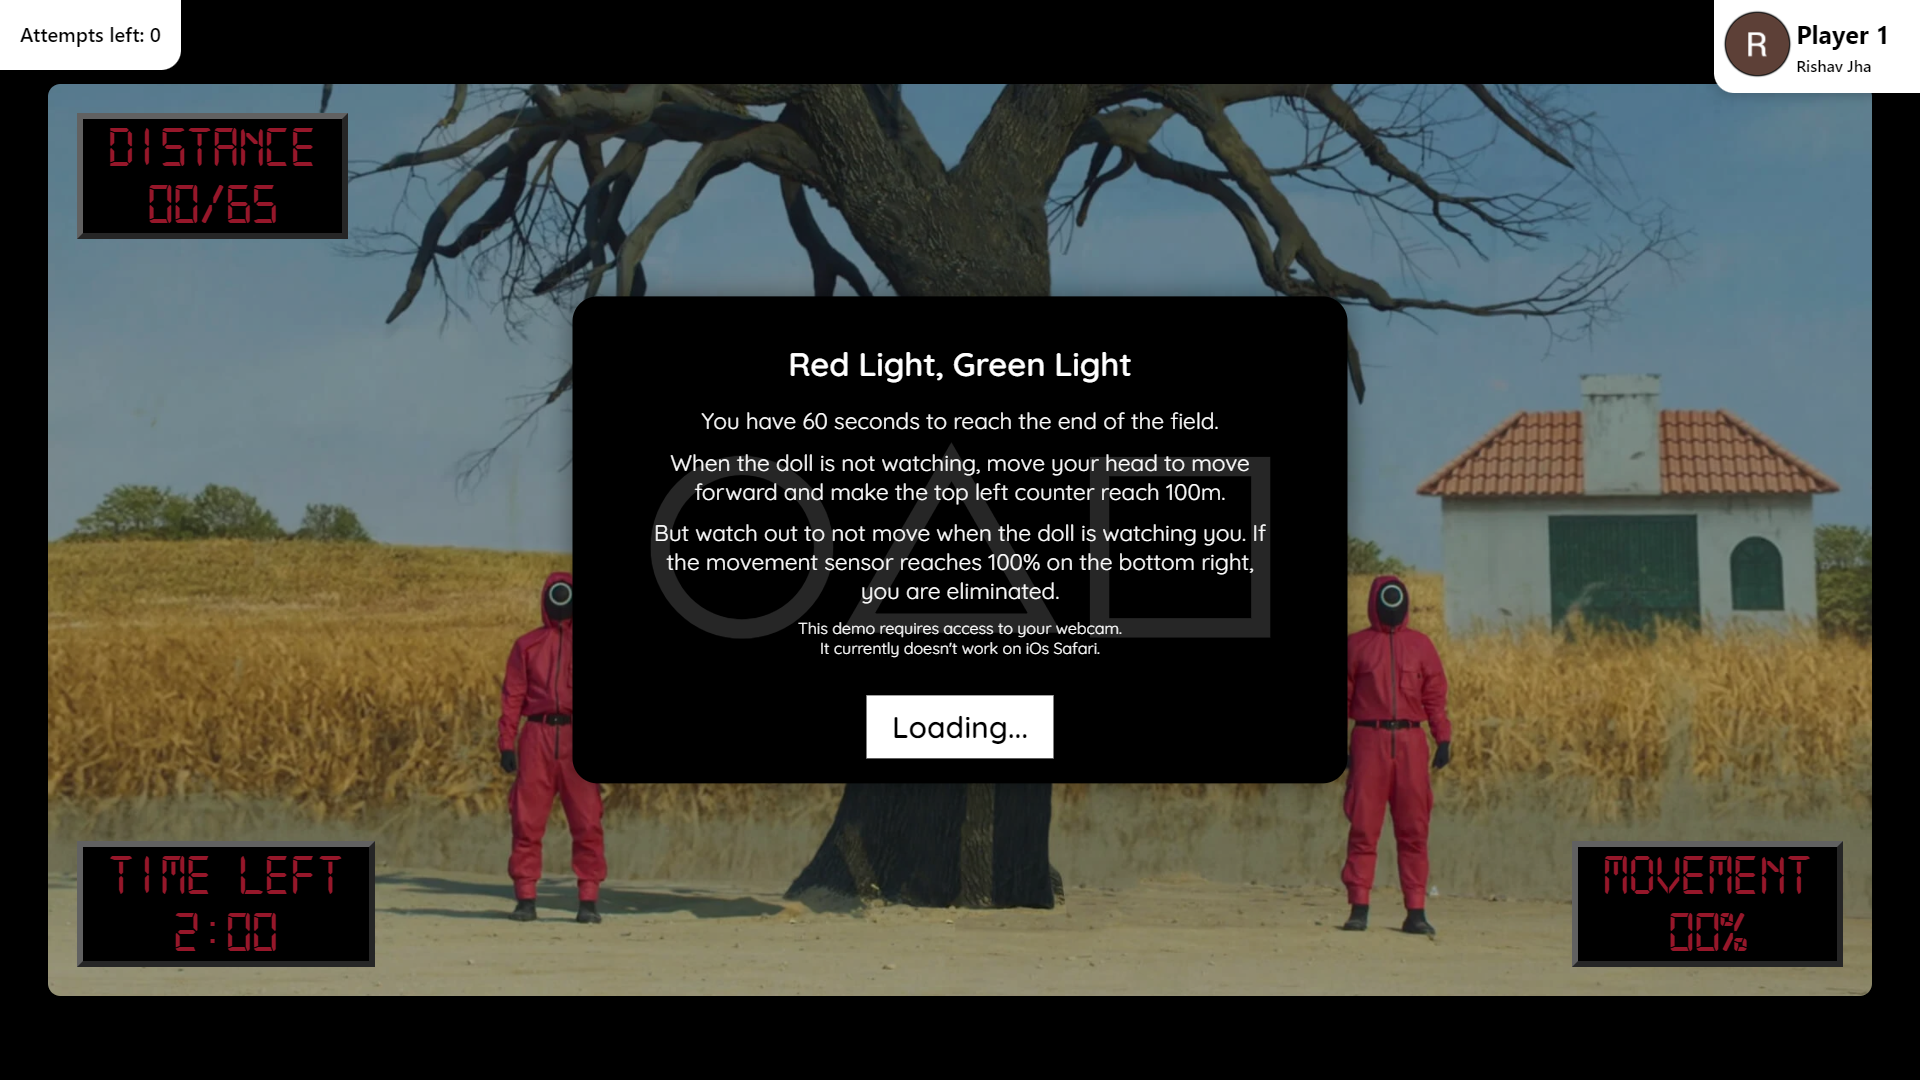 Attempts left: 0
R
Player 1
Rishav Jha
DISTANCE
00/65
Red Light, Green Light
You have 60 seconds to reach the end of the field.
When the doll is not watching, move your head to move
forward and make the top left counter reach 100m.
But watch out to not move when the doll is watching you. If
the movement sensor reaches 100% on the bottom right,
you are eliminated.
This demo requires access to your webcam.
It currently doesn't work on iOs Safari.
Loading...
TIME LEFT
2:00
MOVEMENT
00%